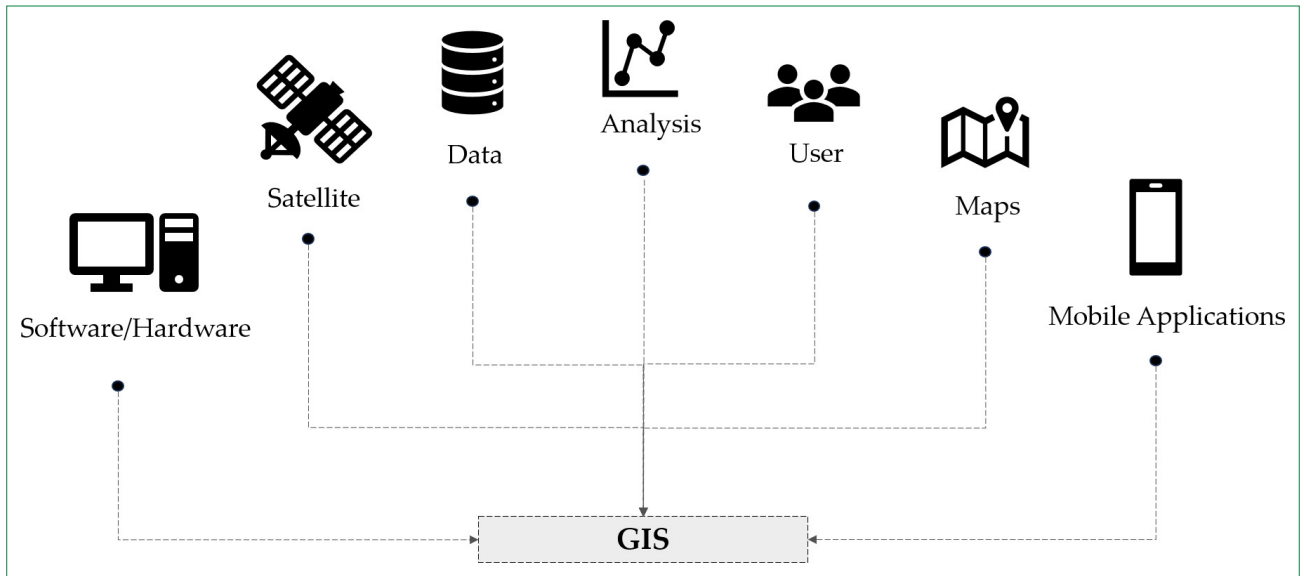 Analysis
Data
User
Satellite
Maps
Software/Hardware
Mobile Applications
GIS